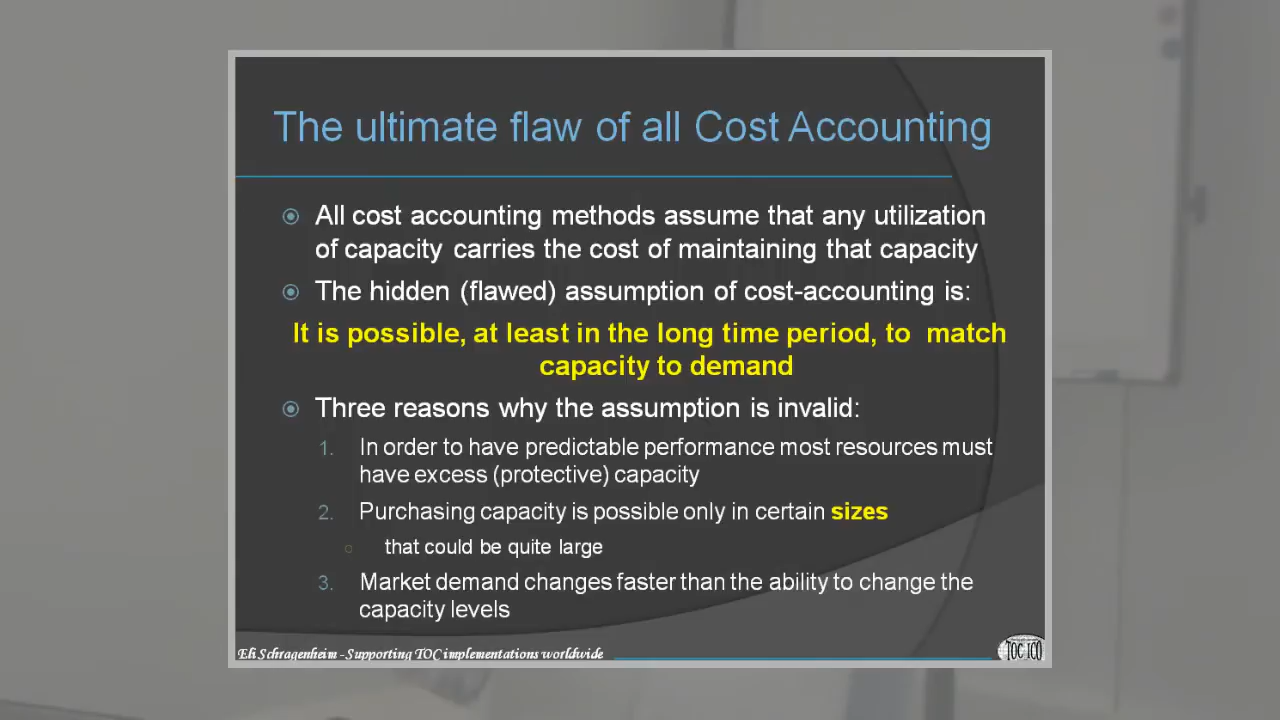 The ultimate flaw of all Cost Accounting
All cost accounting methods assume that any utilization
of capacity carries the cost of maintaining that capacity
The hidden (flawed) assumption of cost-accounting is:
It is possible, at least in the long time period, to match
capacity to demand
Three reasons why the assumption is invalid:
1. In order to have predictable performance most resources must
have excess (protective) capacity
2. Purchasing capacity is possible only in certain sizes
that could be quite large
3. Market demand changes faster than the ability to change the
capacity levels
Eli Schragenheim - Supporting TOC implementations worldwide